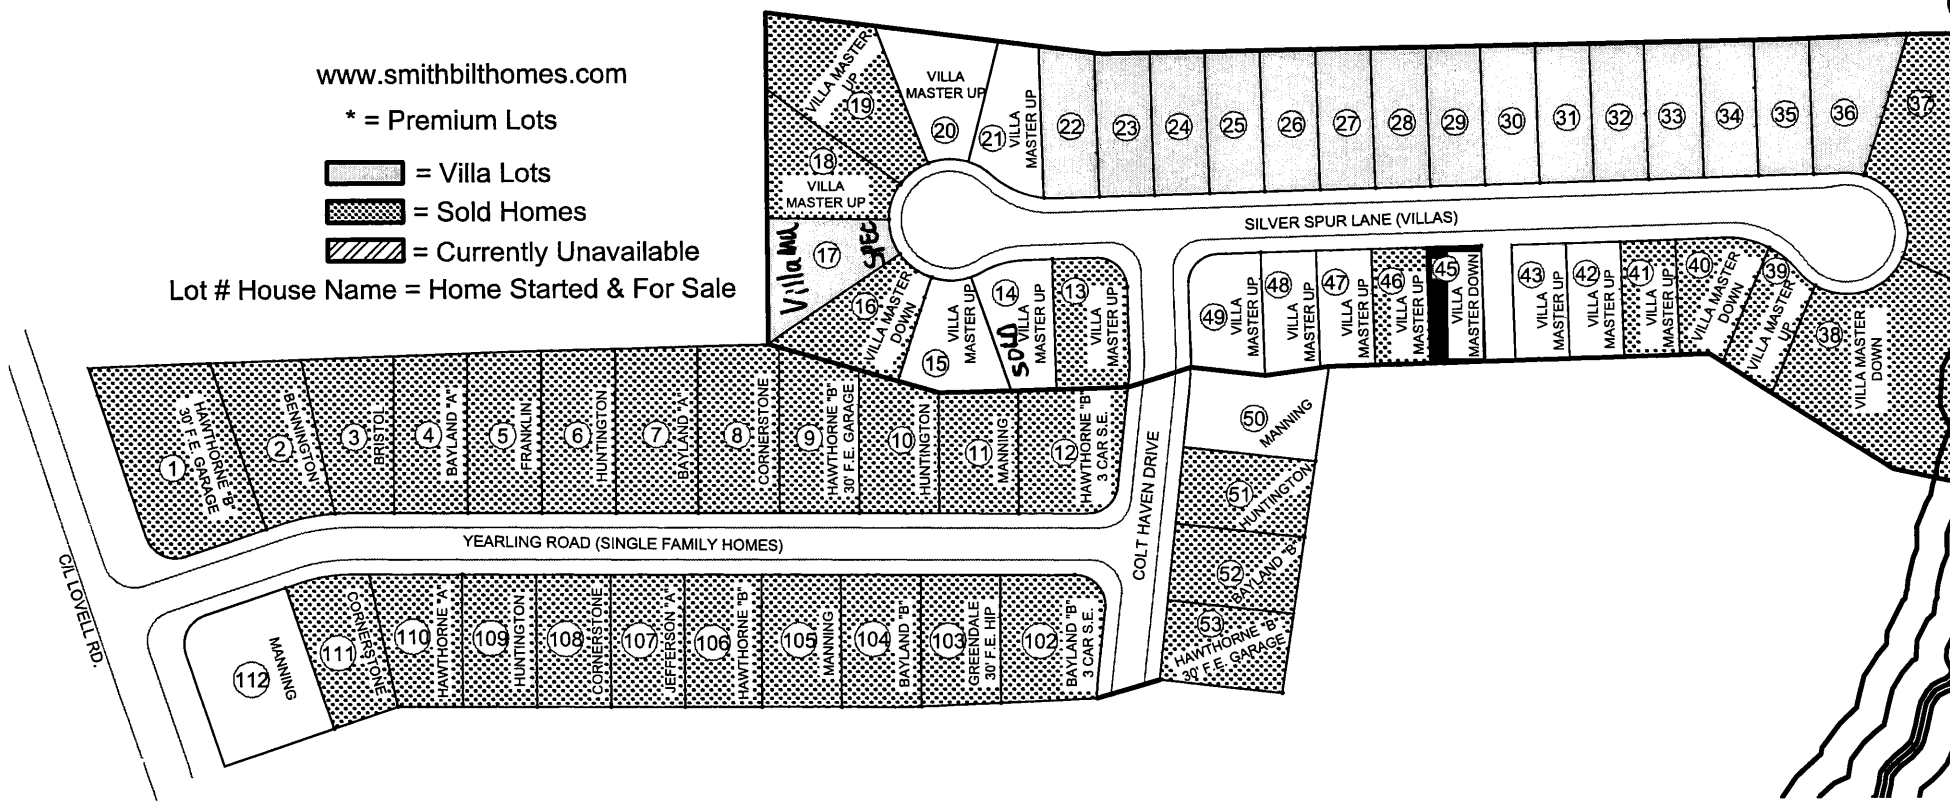 www.smithbilthomes.com
* = Premium Lots
= Villa Lots
= Sold Homes
= Currently Unavailable
Lot # House Name = Home Started & For Sale
VILLA MASTER
UP
19
VILLA
MASTER UP
20
21
VILLA
MASTER UP
22
23
24
25
26
27
28
29
30
31
32
33
34
35
36
37
18
VILLA
MASTER UP
Villa Mu
17
SPEC
16
VILLA MASTER
DOWN
15
VILLA
MASTER UP
14
SOLD
VILLA
MASTER UP
13
VILLA
MASTER UP
SILVER SPUR LANE (VILLAS)
49
VILLA
MASTER UP
48
VILLA
MASTER UP
47
VILLA
MASTER UP
46
VILLA
MASTER UP
45
VILLA
MASTER DOWN
43
VILLA
MASTER UP
42
VILLA
MASTER UP
41
VILLA
MASTER UP
40
VILLA MASTER
DOWN
39
VILLA MASTER
UP
38
VILLA MASTER
DOWN
1
HAWTHORNE "B"
30' F.E. GARAGE
2
BENNINGTON
3
BRISTOL
4
BAYLAND "A"
5
FRANKLIN
6
HUNTINGTON
7
BAYLAND "A"
8
CORNERSTONE
9
HAWTHORNE "B"
30' F.E. GARAGE
10
HUNTINGTON
11
MANNING
12
HAWTHORNE "B"
3 CAR S.E.
50
MANNING
51
HUNTINGTON
52
BAYLAND "B"
53
HAWTHORNE "B"
30' F.E. GARAGE
COLT HAVEN DRIVE
YEARLING ROAD (SINGLE FAMILY HOMES)
C/L LOVELL RD.
112
MANNING
111
CORNERSTONE
110
HAWTHORNE "A"
109
HUNTINGTON
108
CORNERSTONE
107
JEFFERSON "A"
106
HAWTHORNE "B"
105
MANNING
104
BAYLAND "B"
103
GREENDALE
30' F.E. HIP
102
BAYLAND "B"
3 CAR S.E.